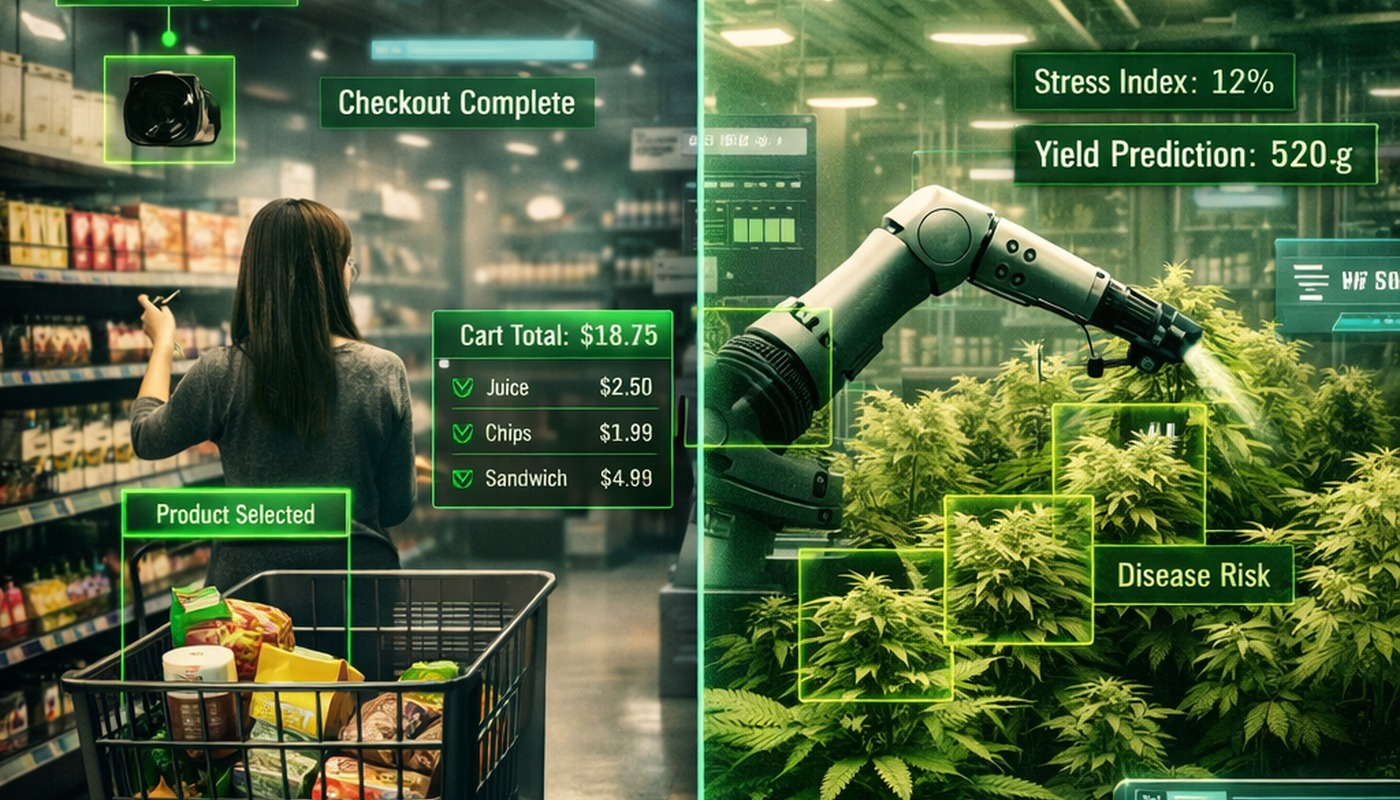 Checkout Complete
Cart Total: $18.75
Juice $2.50
Chips $1.99
Sandwich $4.99
Product Selected
Stress Index: 12%
Yield Prediction: 520 g
Disease Risk